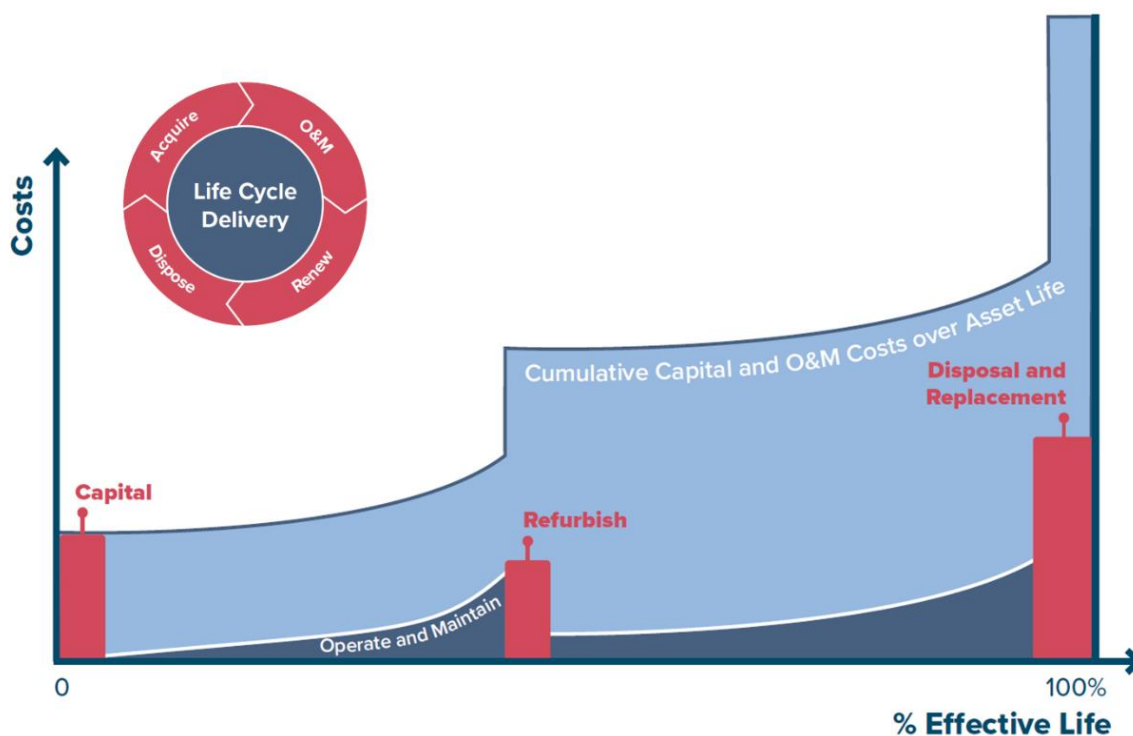 Acquire
O&M
Life Cycle
Delivery
Dispose
Renew
Costs
Cumulative Capital and O&M Costs over Asset Life
Disposal and
Replacement
Capital
Refurbish
Operate and Maintain
0
100%
% Effective Life